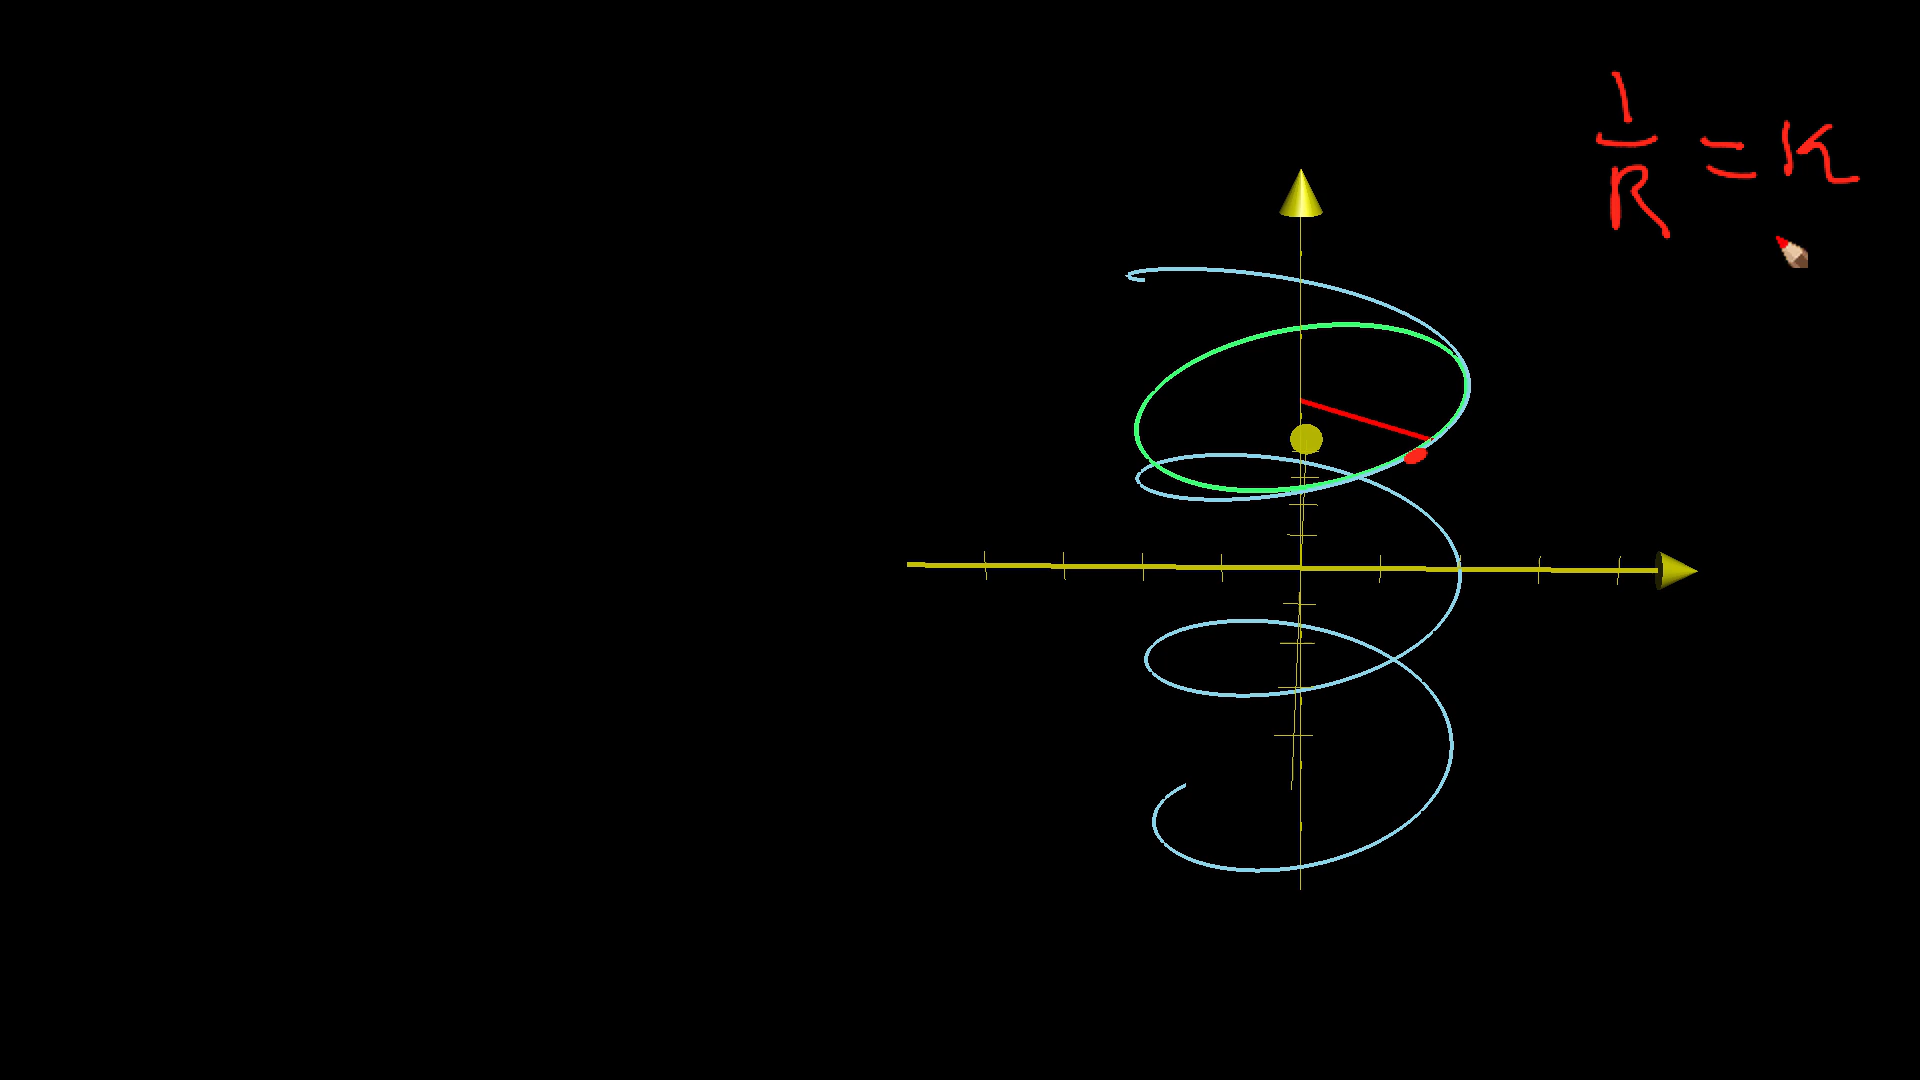 1/R = κ